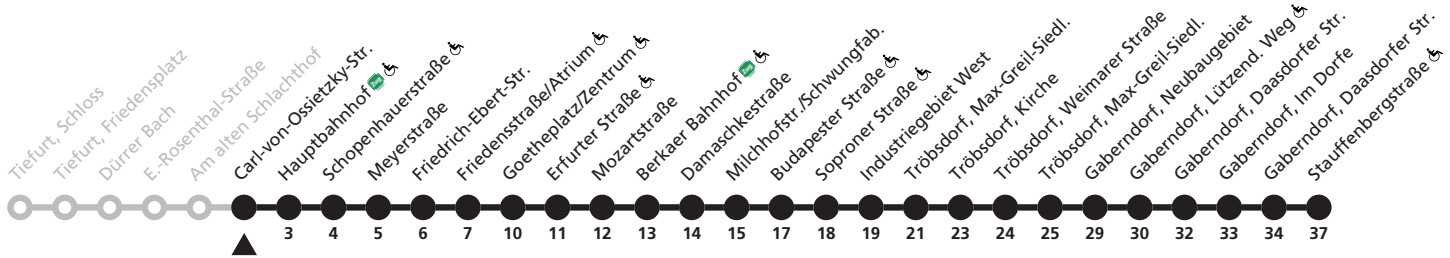 Tiefurt, Schloss
Tiefurt, Friedensplatz
Dürrer Bach
E.-Rosenthal-Straße
Am alten Schlachthof
Carl-von-Ossietzky-Str.
Hauptbahnhof Zug
Schopenhauerstraße
Meyerstraße
Friedrich-Ebert-Str.
Friedensstraße/Atrium
Goetheplatz/Zentrum
Erfurter Straße
Mozartstraße
Berkaer Bahnhof Zug
Damaschkestraße
Milchhofstr./Schwungfab.
Budapester Straße
Soproner Straße
Industriegebiet West
Tröbsdorf, Max-Greil-Siedl.
Tröbsdorf, Kirche
Tröbsdorf, Weimarer Straße
Tröbsdorf, Max-Greil-Siedl.
Gaberndorf, Neubaugebiet
Gaberndorf, Lützend. Weg
Gaberndorf, Daasdorfer Str.
Gaberndorf, Im Dorfe
Gaberndorf, Daasdorfer Str.
Stauffenbergstraße
3 4 5 6 7 10 11 12 13 14 15 17 18 19 21 23 24 25 29 30 32 33 34 37